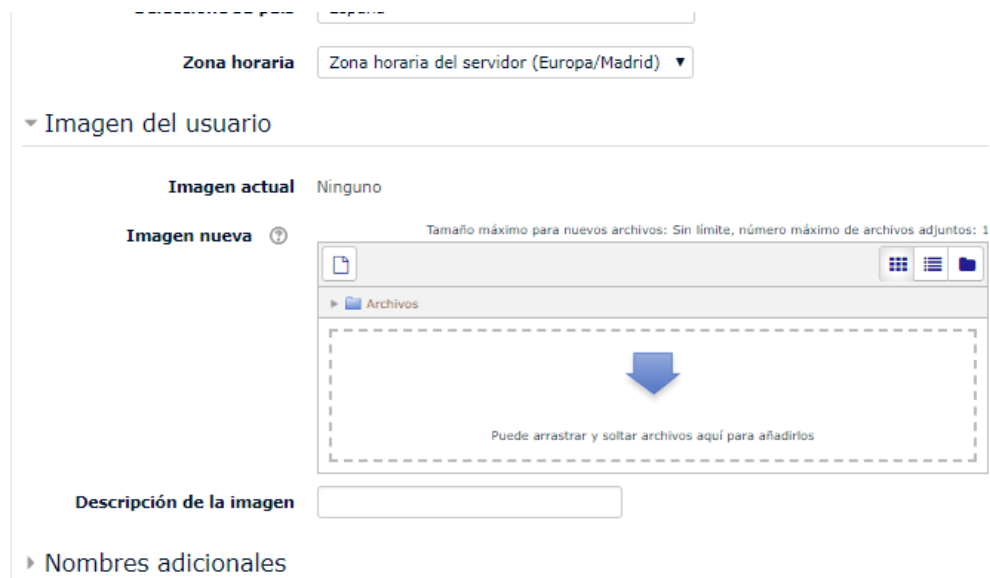 Zona horaria Zona horaria del servidor (Europa/Madrid)
Imagen del usuario
Imagen actual Ninguno
Imagen nueva Tamaño máximo para nuevos archivos: Sin límite, número máximo de archivos adjuntos: 1
Archivos
Puede arrastrar y soltar archivos aquí para añadirlos
Descripción de la imagen
Nombres adicionales